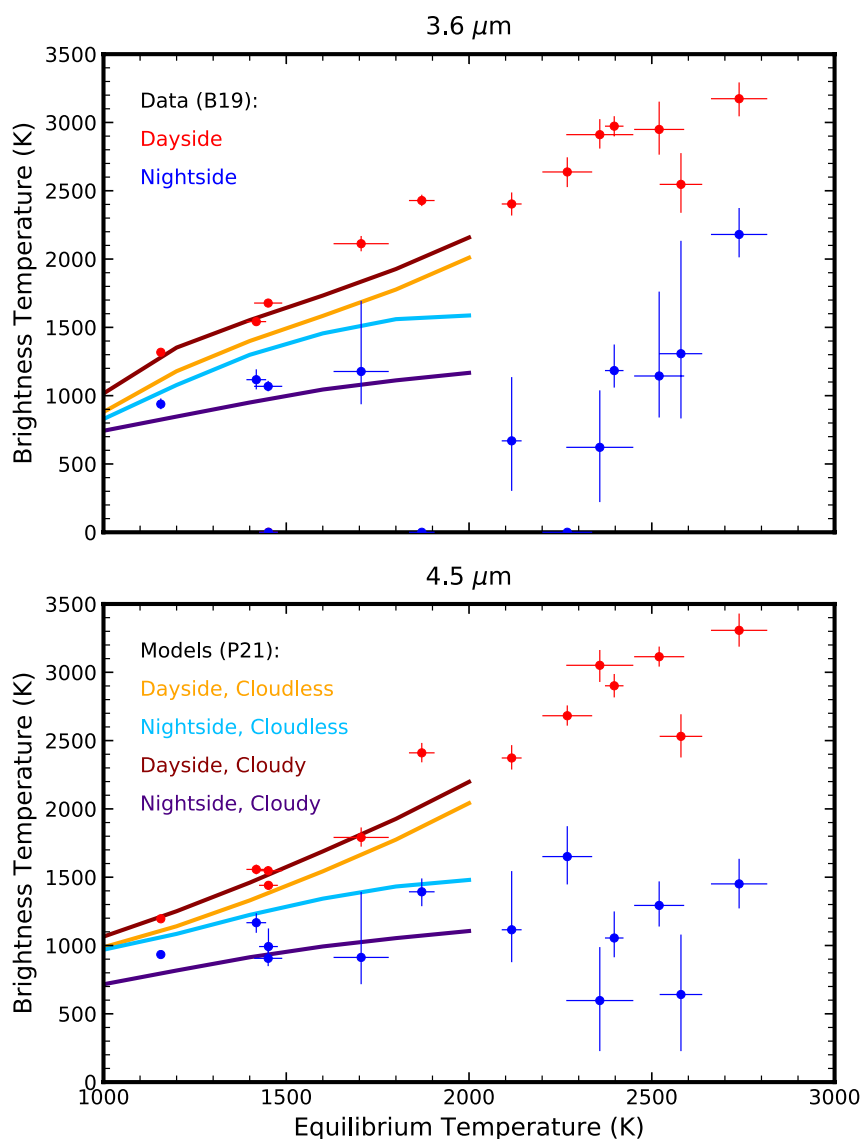 3.6 μm
Brightness Temperature (K)
3500
3000
2500
2000
1500
1000
500
0
Data (B19):
Dayside
Nightside
4.5 μm
Brightness Temperature (K)
3500
3000
2500
2000
1500
1000
500
0
Models (P21):
Dayside, Cloudless
Nightside, Cloudless
Dayside, Cloudy
Nightside, Cloudy
1000 1500 2000 2500 3000
Equilibrium Temperature (K)